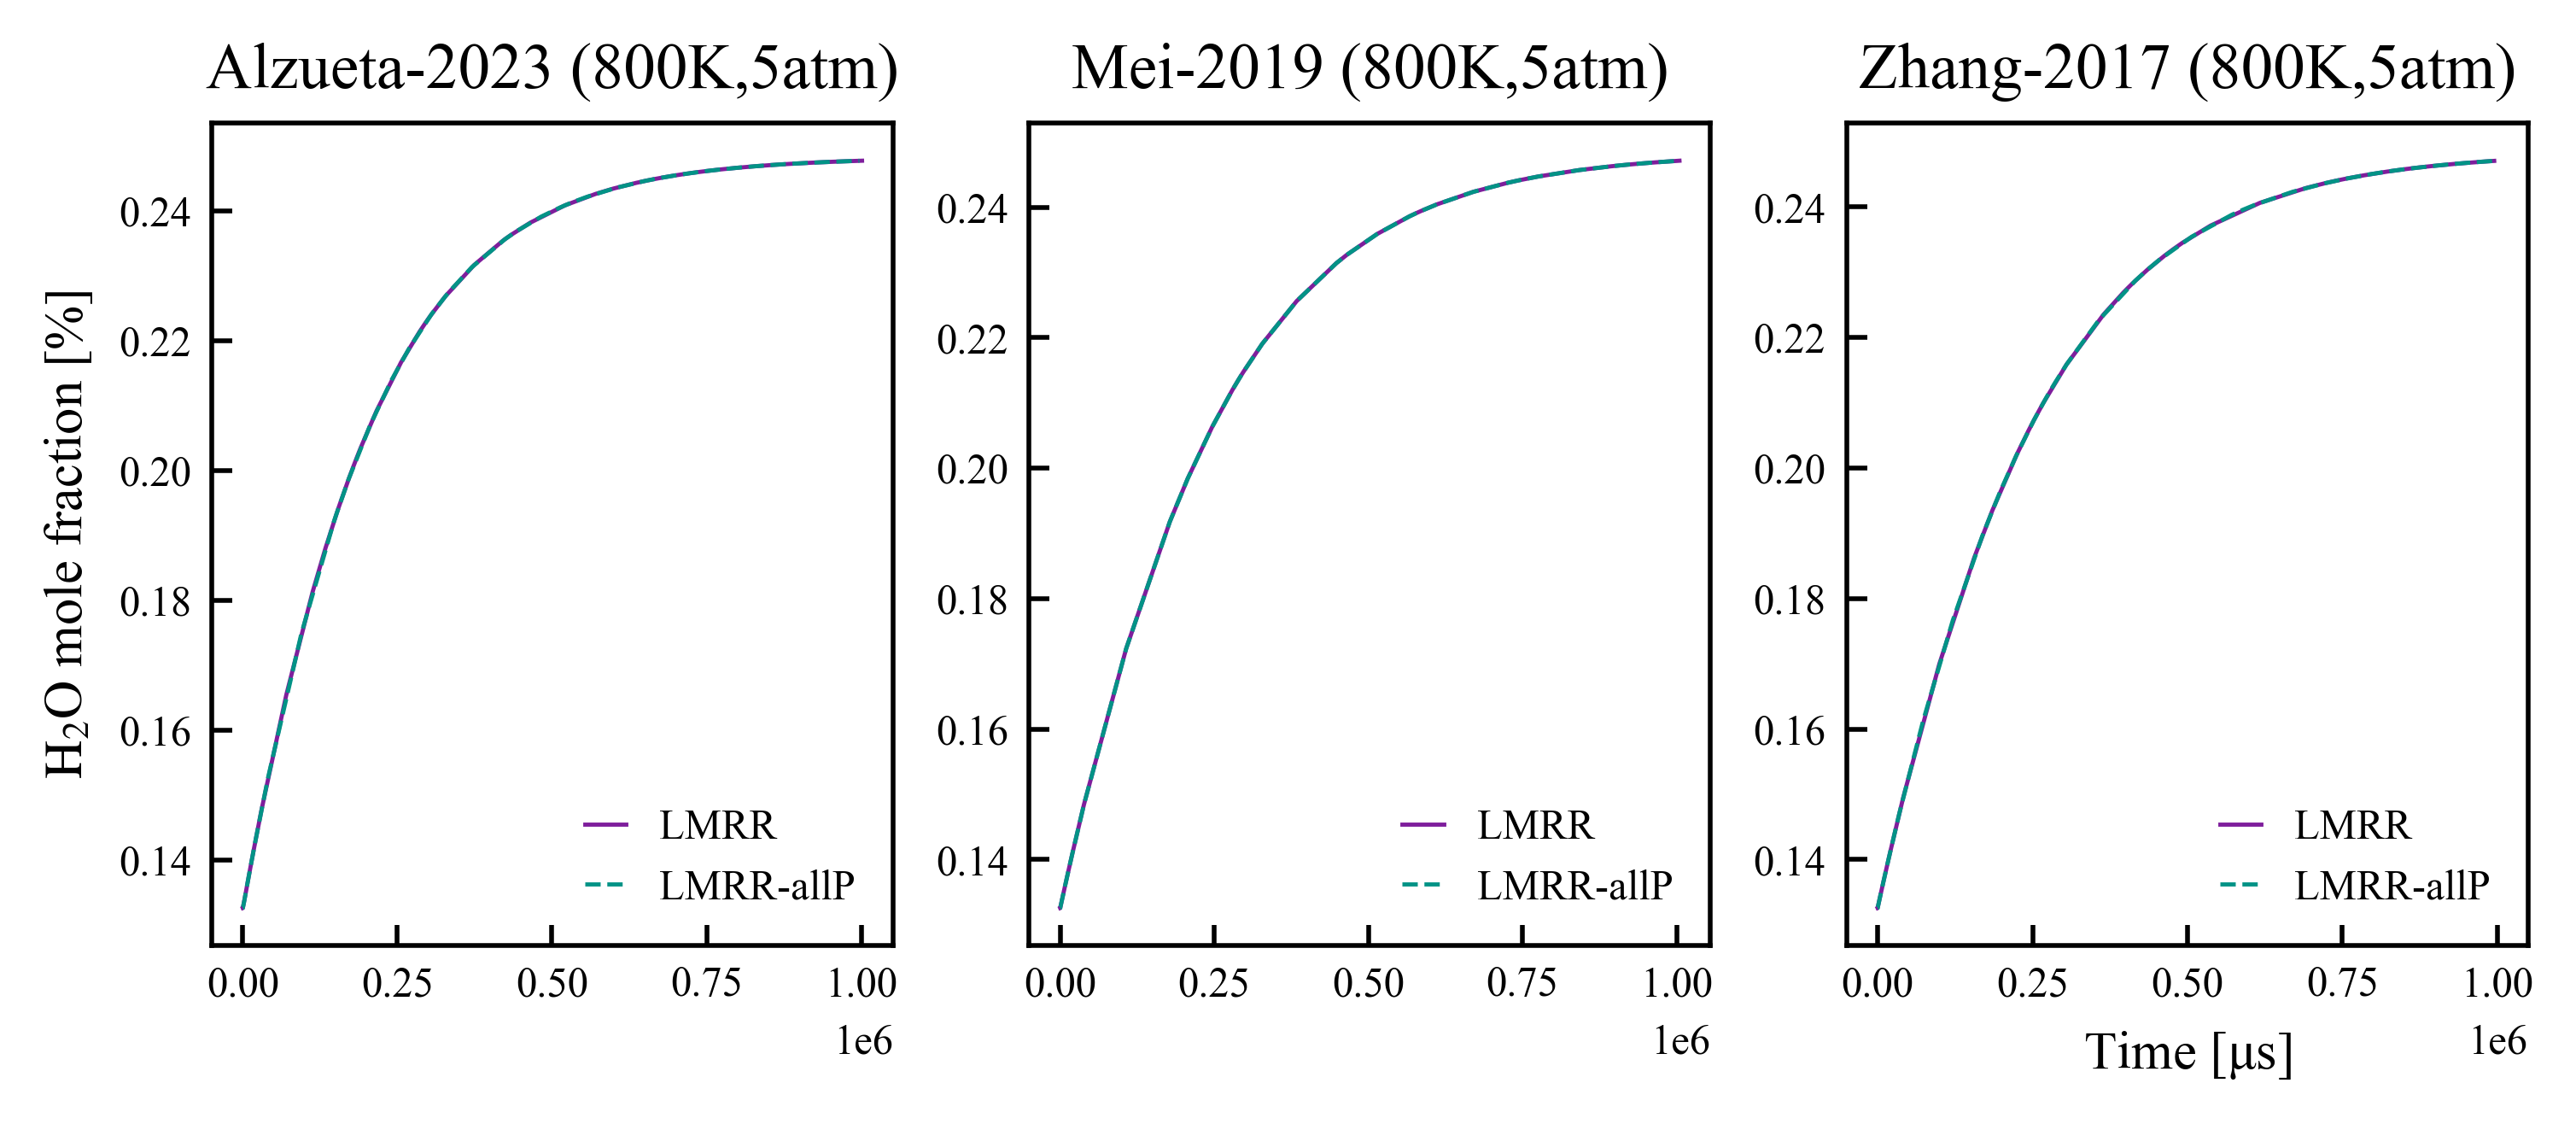 Alzueta-2023 (800K,5atm)
Mei-2019 (800K,5atm)
Zhang-2017 (800K,5atm)
H₂O mole fraction [%]
0.24
0.22
0.20
0.18
0.16
0.14
LMRR
LMRR-allP
0.00 0.25 0.50 0.75 1.00
1e6
0.24
0.22
0.20
0.18
0.16
0.14
LMRR
LMRR-allP
0.00 0.25 0.50 0.75 1.00
1e6
0.24
0.22
0.20
0.18
0.16
0.14
LMRR
LMRR-allP
0.00 0.25 0.50 0.75 1.00
1e6
Time [μs]